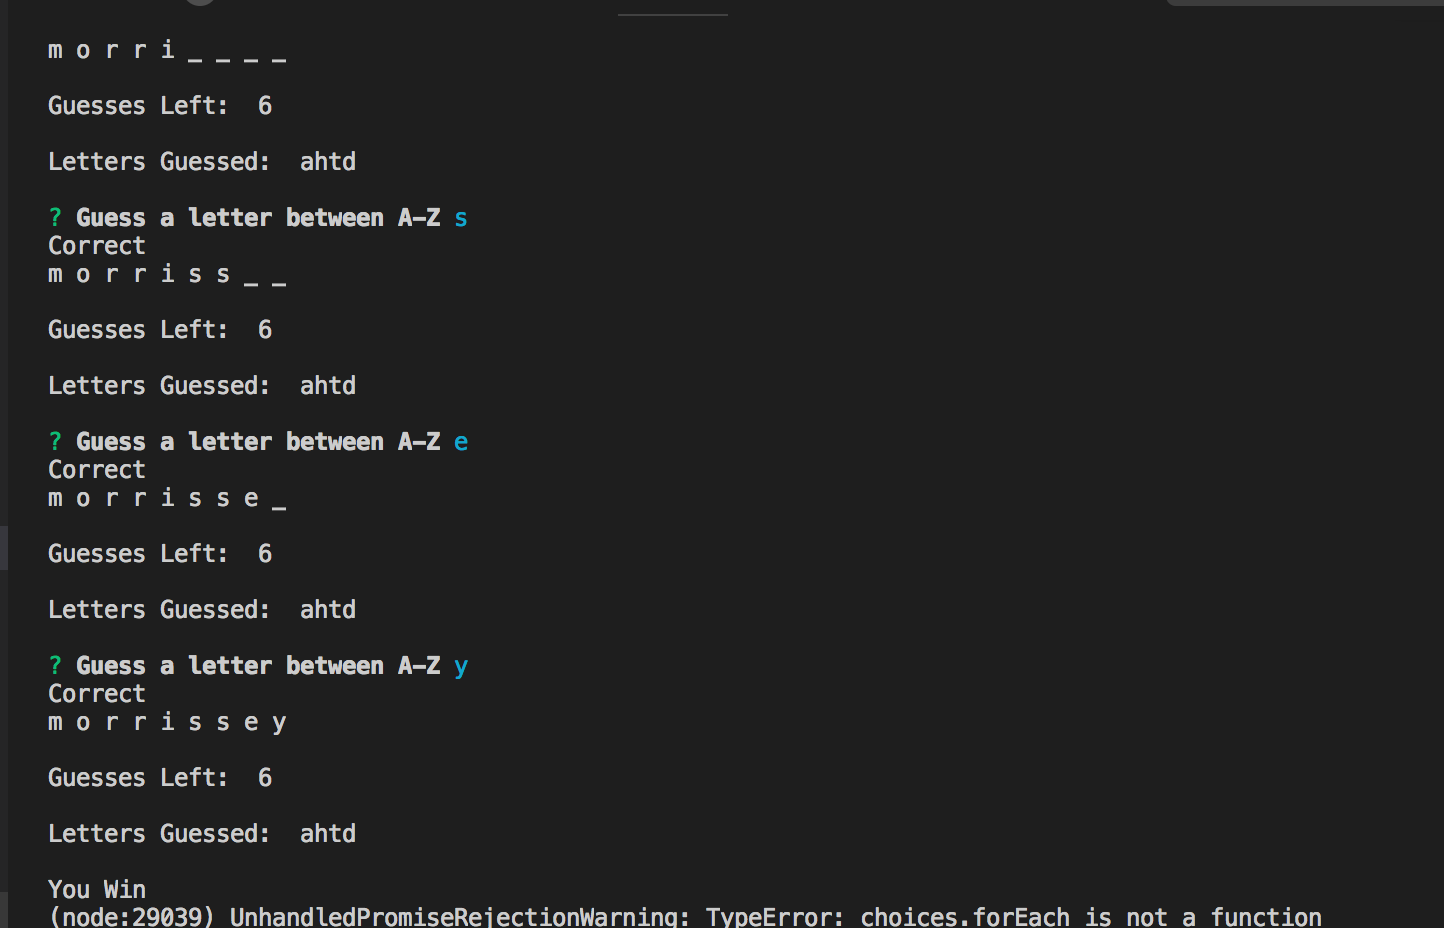 m o r r i _ _ _ _
Guesses Left:  6
Letters Guessed:  ahtd
? Guess a letter between A-Z s
Correct
m o r r i s s _ _
Guesses Left:  6
Letters Guessed:  ahtd
? Guess a letter between A-Z e
Correct
m o r r i s s e _
Guesses Left:  6
Letters Guessed:  ahtd
? Guess a letter between A-Z y
Correct
m o r r i s s e y
Guesses Left:  6
Letters Guessed:  ahtd
You Win
(node:29039) UnhandledPromiseRejectionWarning: TypeError: choices.forEach is not a function